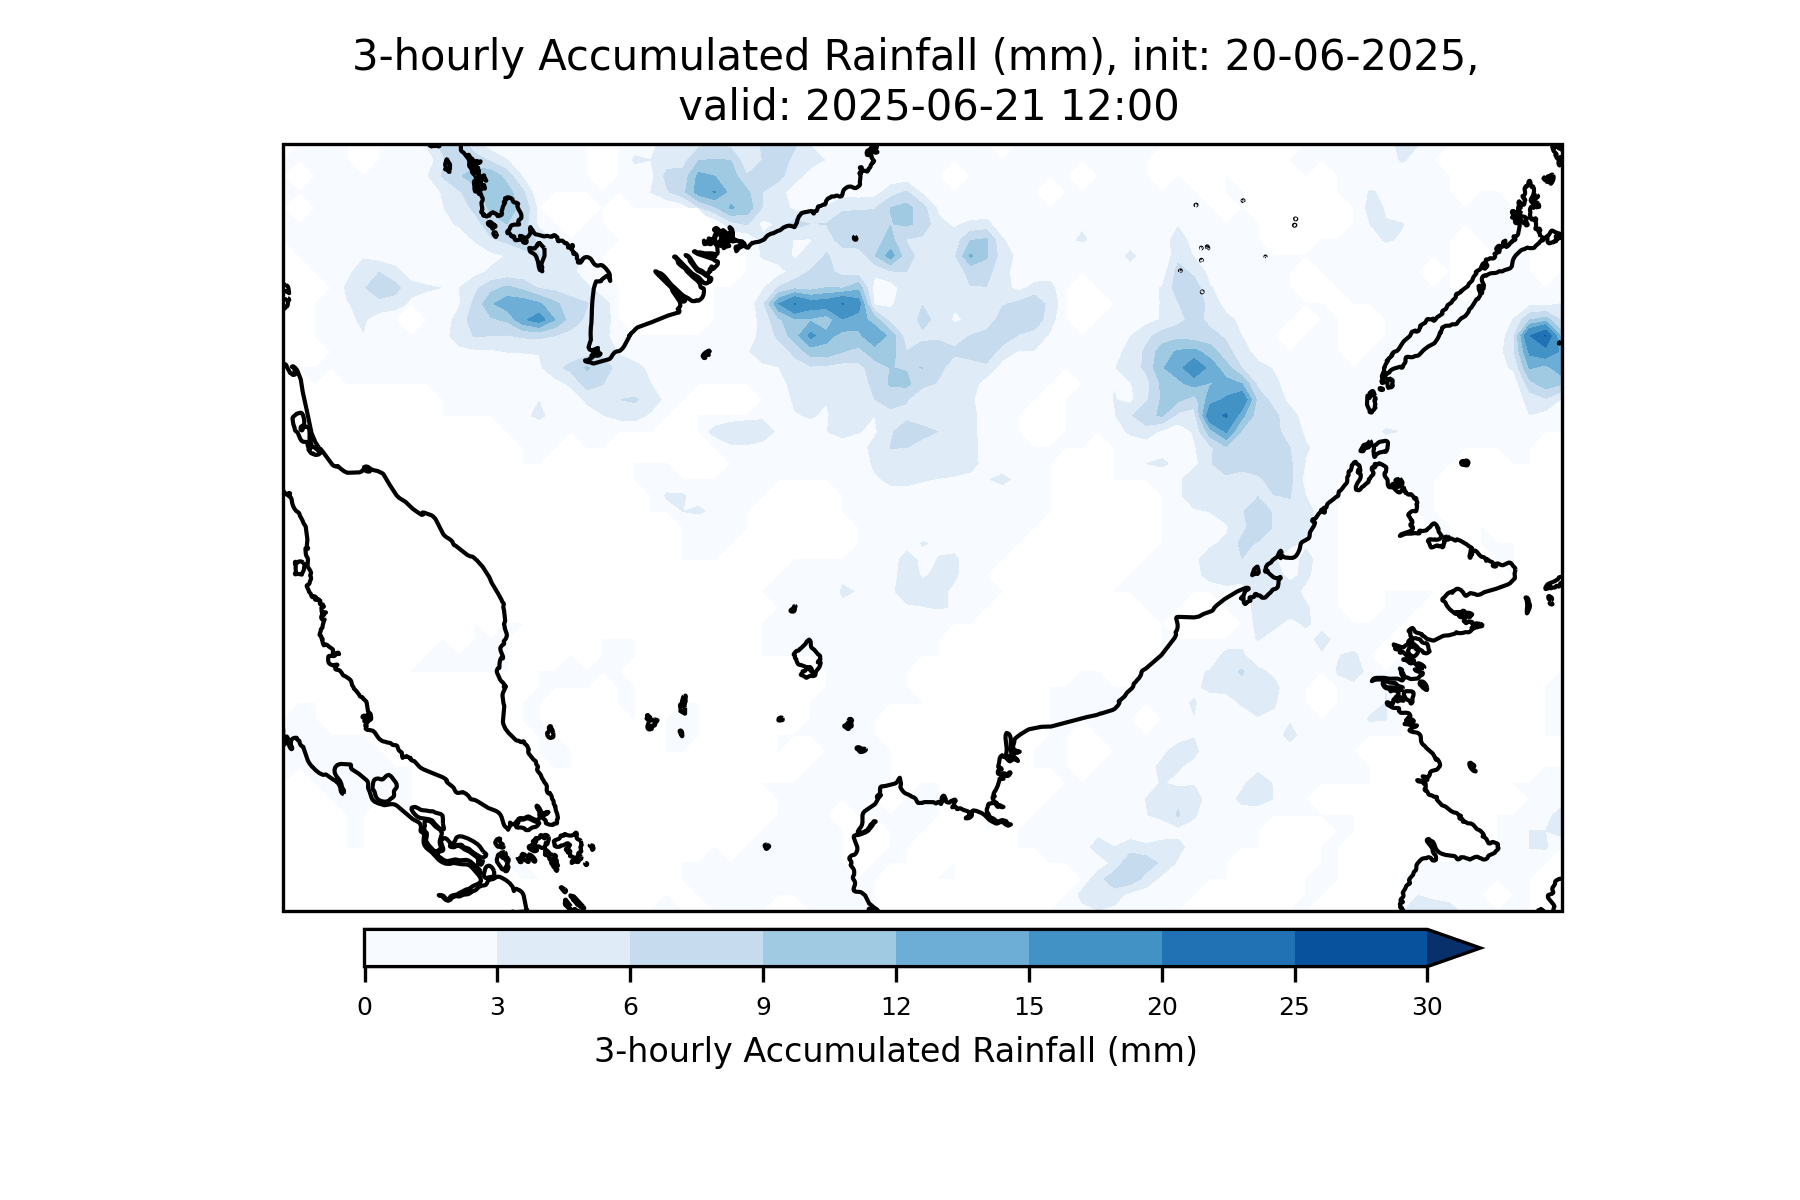 3-hourly Accumulated Rainfall (mm), init: 20-06-2025,
valid: 2025-06-21 12:00
0 3 6 9 12 15 20 25 30
3-hourly Accumulated Rainfall (mm)